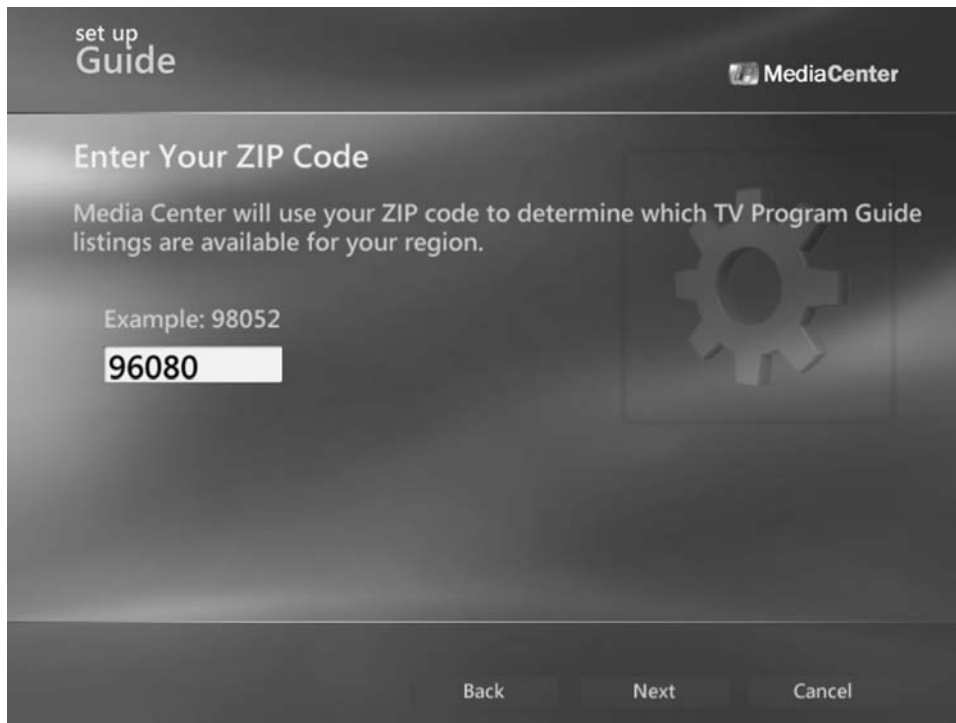 set up
Guide
MediaCenter
Enter Your ZIP Code
Media Center will use your ZIP code to determine which TV Program Guide
listings are available for your region.
Example: 98052
96080
Back Next Cancel